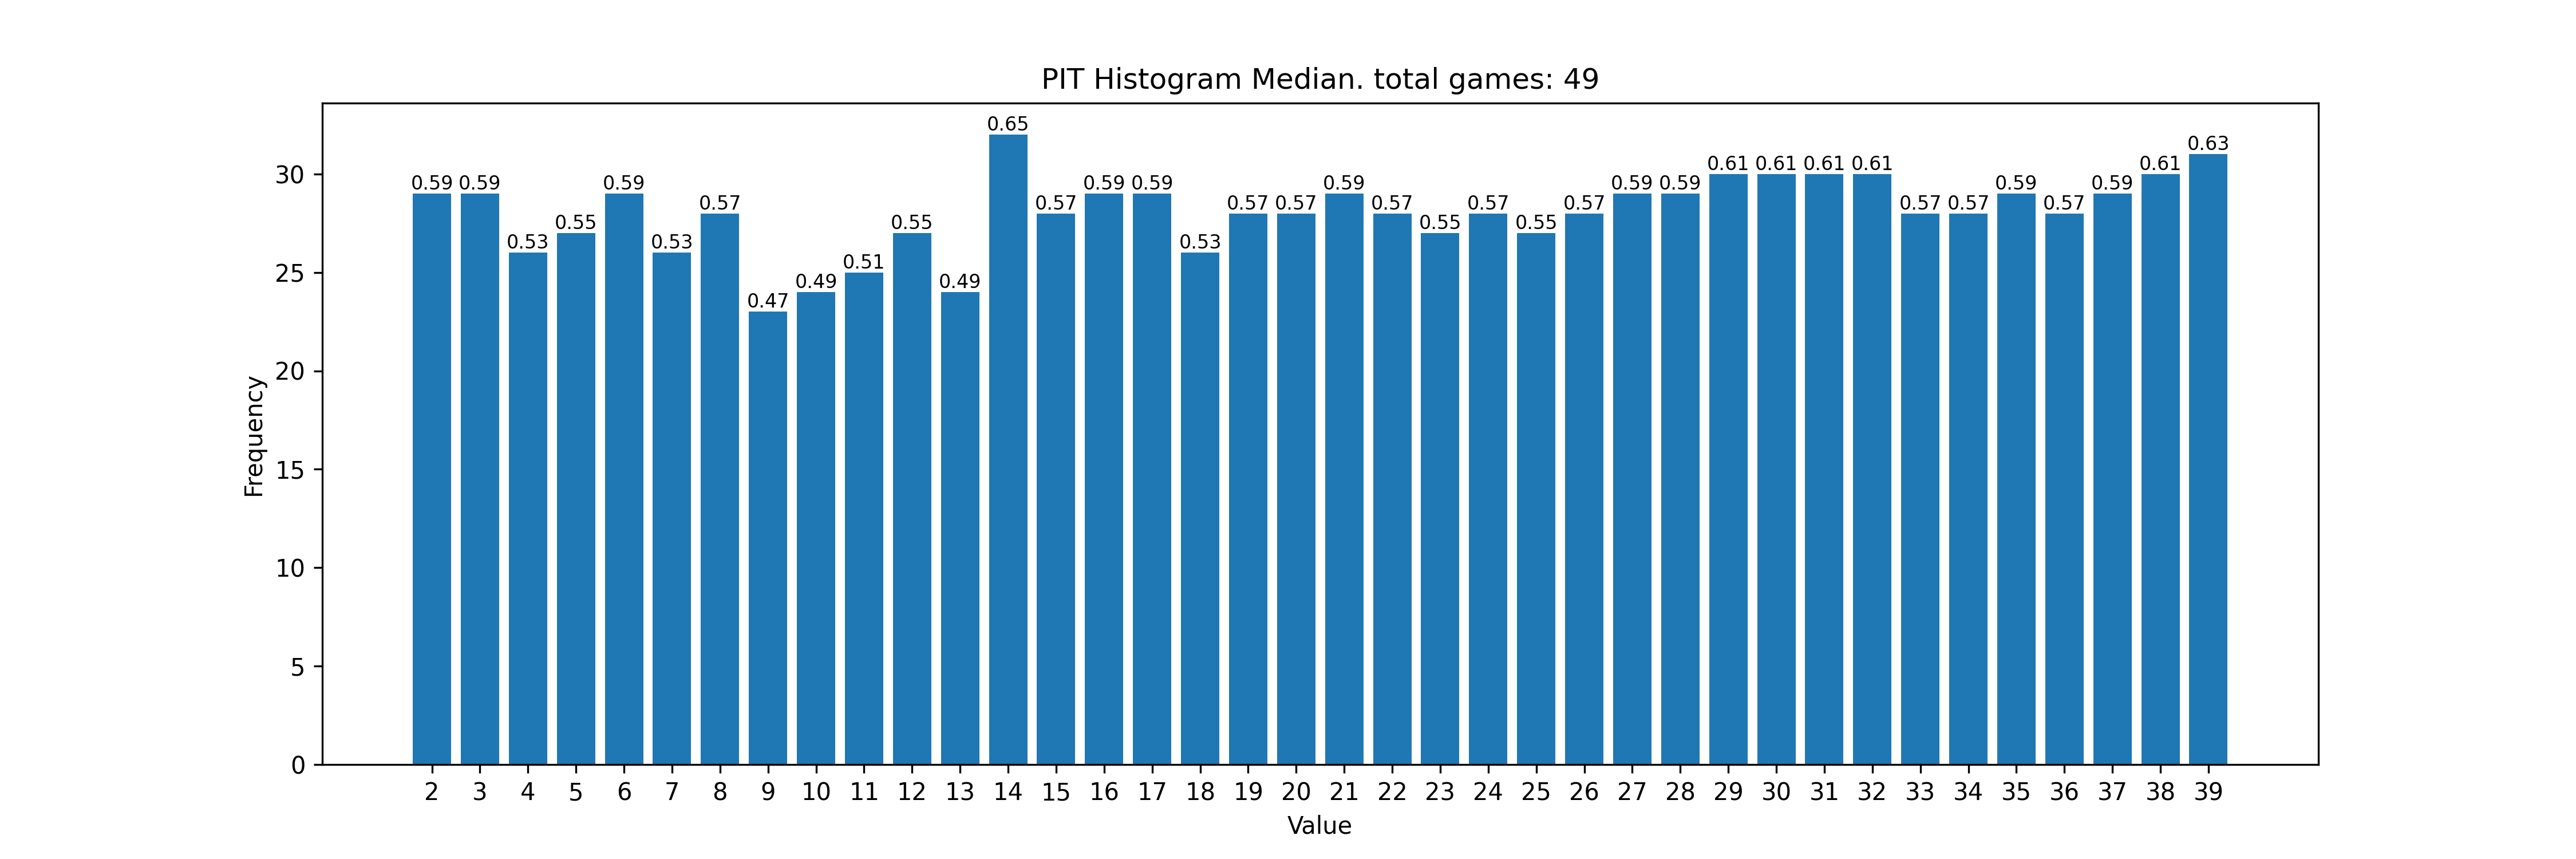 PIT Histogram Median. total games: 49
0.59 0.59 0.53 0.55 0.59 0.53 0.57 0.47 0.49 0.51 0.55 0.49 0.65 0.57 0.59 0.59 0.53 0.57 0.57 0.59 0.57 0.55 0.57 0.55 0.57 0.59 0.59 0.61 0.61 0.61 0.61 0.57 0.57 0.59 0.57 0.59 0.61 0.63
30
25
20
15
10
5
0
Frequency
2 3 4 5 6 7 8 9 10 11 12 13 14 15 16 17 18 19 20 21 22 23 24 25 26 27 28 29 30 31 32 33 34 35 36 37 38 39
Value